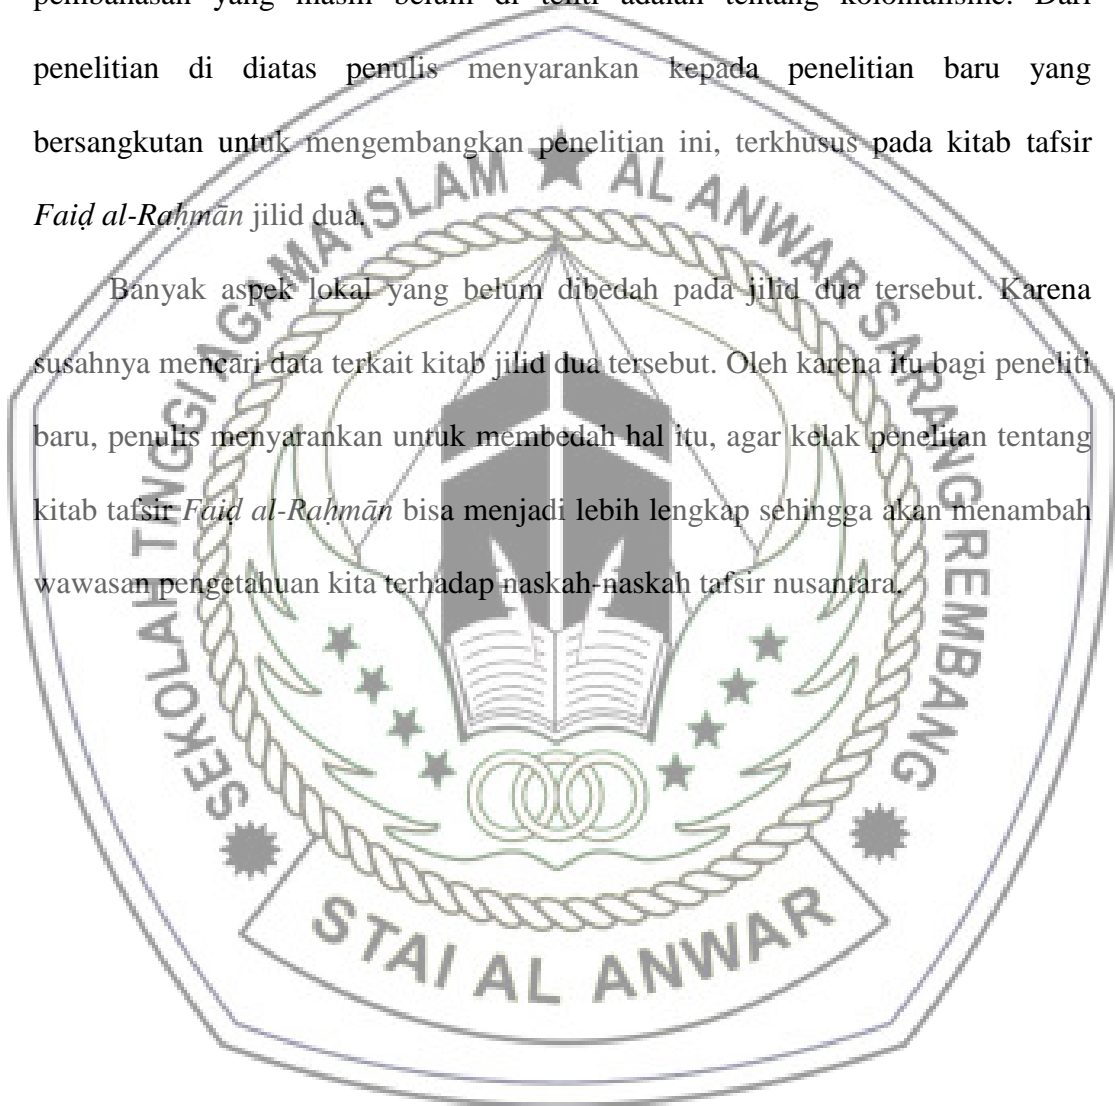 pembahasan yang masih belum di teliti adalah tentang kolonialisme. Dari
penelitian di diatas penulis menyarankan kepada penelitian baru yang
bersangkutan untuk mengembangkan penelitian ini, terkhusus pada kitab tafsir
Faiḍ al-Raḥmān jilid dua.
Banyak aspek lokal yang belum dibedah pada jilid dua tersebut. Karena
susahnya mencari data terkait kitab jilid dua tersebut. Oleh karena itu bagi peneliti
baru, penulis menyarankan untuk membedah hal itu, agar kelak penelitan tentang
kitab tafsir Faiḍ al-Raḥmān bisa menjadi lebih lengkap sehingga akan menambah
wawasan pengetahuan kita terhadap naskah-naskah tafsir nusantara.
SEKOLAH TINGGI AGAMA ISLAM ★ AL ANWAR SARANG REMBANG
STAI AL ANWAR